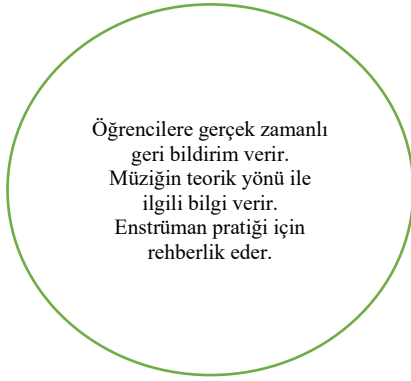 Öğrencilere gerçek zamanlı
geri bildirim verir.
Müziğin teorik yönü ile
ilgili bilgi verir.
Enstrüman pratiği için
rehberlik eder.